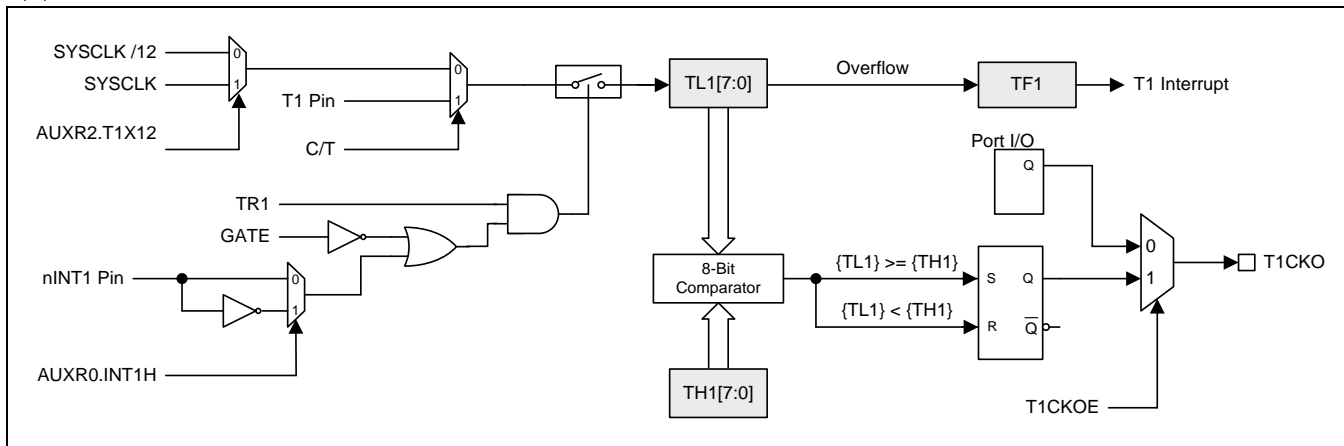 SYSCLK /12
SYSCLK
AUXR2.T1X12
0
1
T1 Pin
C/T
0
1
TL1[7:0]
Overflow
TF1
T1 Interrupt
Port I/O
Q
TR1
GATE
nINT1 Pin
0
1
AUXR0.INT1H
8-Bit
Comparator
{TL1} >= {TH1}
{TL1} < {TH1}
S
Q
R
Q
0
1
T1CKO
TH1[7:0]
T1CKOE